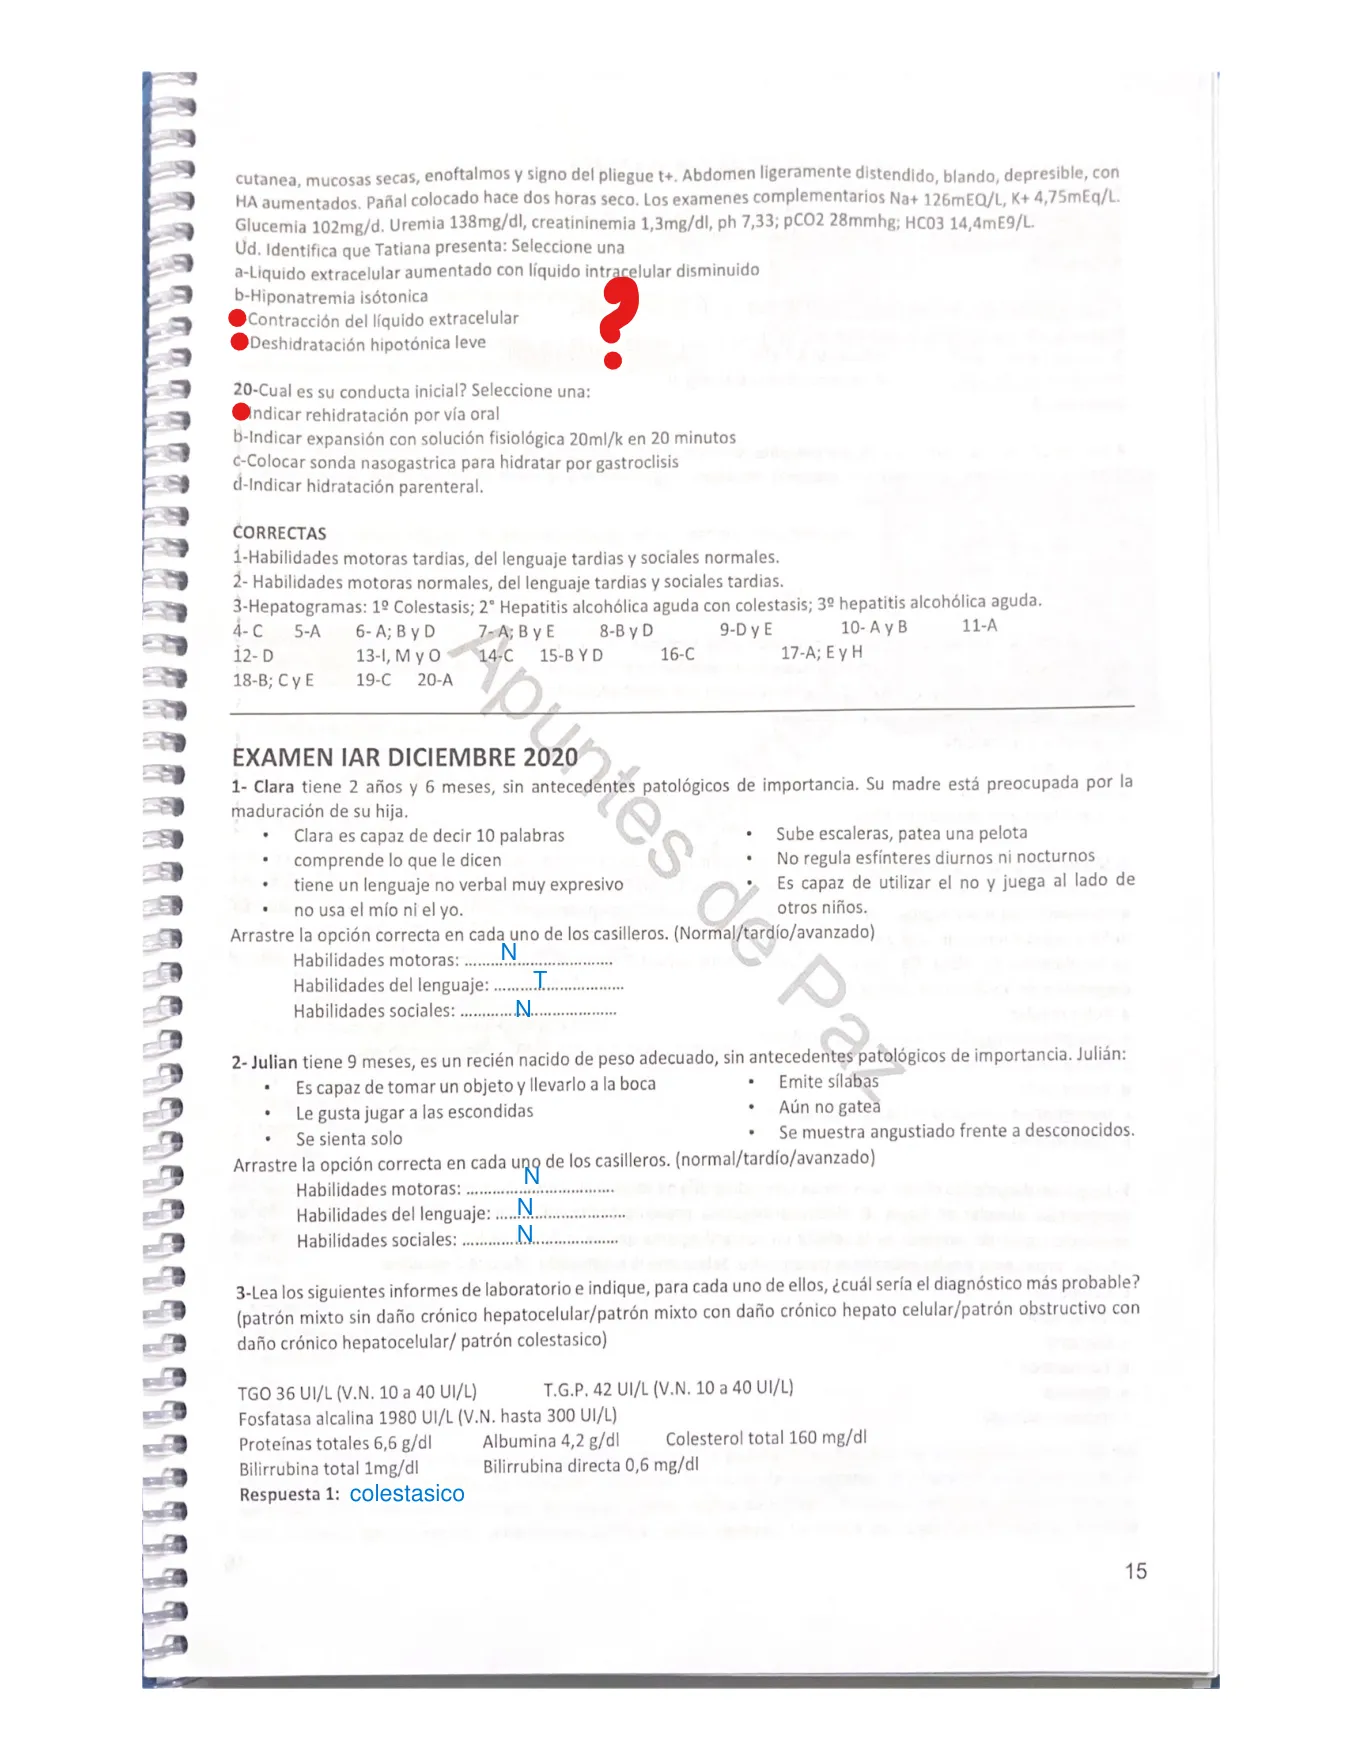 cutanea, mucosas secas, enoftalmos y signo del pliegue t+. Abdomen ligeramente distendido, blando, depresible, con
HA aumentados. Pañal colocado hace dos horas seco. Los examenes complementarios Na+ 126mEQ/L, K+ 4,75mEq/L.
Glucemia 102mg/d. Uremia 138mg/dl, creatininemia 1,3mg/dl, ph 7,33; pCO2 28mmhg; HC03 14,4mE9/L.
Ud. Identifica que Tatiana presenta: Seleccione una
a-Liquido extracelular aumentado con líquido intracelular disminuido
b-Hiponatremia isótonica
Contracción del líquido extracelular
Deshidratación hipotónica leve
?
20-Cual es su conducta inicial? Seleccione una:
Indicar rehidratación por vía oral
b-Indicar expansión con solución fisiológica 20ml/k en 20 minutos
c-Colocar sonda nasogastrica para hidratar por gastroclisis
d-Indicar hidratación parenteral.
CORRECTAS
1-Habilidades motoras tardias, del lenguaje tardias y sociales normales.
2- Habilidades motoras normales, del lenguaje tardias y sociales tardias.
3-Hepatogramas: 1º Colestasis; 2° Hepatitis alcohólica aguda con colestasis; 3º hepatitis alcohólica aguda.
4- C 5-A 6- A; B y D 7- A; B y E 8-B y D 9-D y E 10- A y B 11-A
12- D 13-I, M y O 14-C 15-B Y D 16-C 17-A; E y H
18-B; C y E 19-C 20-A
Apuntes de Paz
EXAMEN IAR DICIEMBRE 2020
1- Clara tiene 2 años y 6 meses, sin antecedentes patológicos de importancia. Su madre está preocupada por la
maduración de su hija.
• Clara es capaz de decir 10 palabras
• comprende lo que le dicen
• tiene un lenguaje no verbal muy expresivo
• no usa el mío ni el yo.
• Sube escaleras, patea una pelota
• No regula esfínteres diurnos ni nocturnos
• Es capaz de utilizar el no y juega al lado de
otros niños.
Arrastre la opción correcta en cada uno de los casilleros. (Normal/tardío/avanzado)
Habilidades motoras: ..........N..........
Habilidades del lenguaje: ..........T..........
Habilidades sociales: ..........N..........
2- Julian tiene 9 meses, es un recién nacido de peso adecuado, sin antecedentes patológicos de importancia. Julián:
• Es capaz de tomar un objeto y llevarlo a la boca
• Le gusta jugar a las escondidas
• Se sienta solo
• Emite sílabas
• Aún no gatea
• Se muestra angustiado frente a desconocidos.
Arrastre la opción correcta en cada uno de los casilleros. (normal/tardío/avanzado)
Habilidades motoras: ..........N..........
Habilidades del lenguaje: ..........N..........
Habilidades sociales: ..........N..........
3-Lea los siguientes informes de laboratorio e indique, para cada uno de ellos, ¿cuál sería el diagnóstico más probable?
(patrón mixto sin daño crónico hepatocelular/patrón mixto con daño crónico hepato celular/patrón obstructivo con
daño crónico hepatocelular/ patrón colestasico)
TGO 36 UI/L (V.N. 10 a 40 UI/L) T.G.P. 42 UI/L (V.N. 10 a 40 UI/L)
Fosfatasa alcalina 1980 UI/L (V.N. hasta 300 UI/L)
Proteínas totales 6,6 g/dl Albumina 4,2 g/dl Colesterol total 160 mg/dl
Bilirrubina total 1mg/dl Bilirrubina directa 0,6 mg/dl
Respuesta 1: colestasico
15